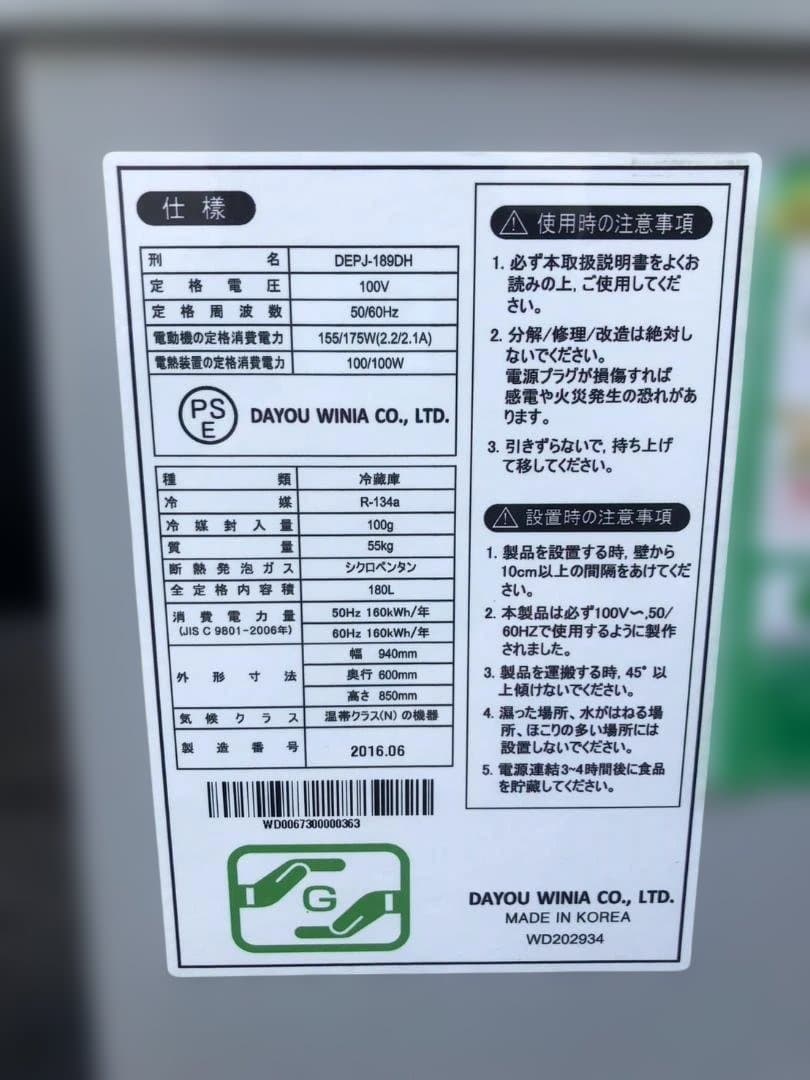 仕様
刑名 DEPJ-189DH
定格電圧 100V
定格周波数 50/60Hz
電動機の定格消費電力 155/175W(2.2/2.1A)
電熱装置の定格消費電力 100/100W
PS
E
DAYOU WINIA CO., LTD.
種類 冷蔵庫
冷媒 R-134a
冷媒封入量 100g
質量 55kg
断熱発泡ガス シクロペンタン
全定格内容積 180L
消費電力量
(JIS C 9801-2006年)
50Hz 160kWh/年
60Hz 160kWh/年
外形寸法
幅 940mm
奥行 600mm
高さ 850mm
気候クラス 温帯クラス(N)の機器
製造番号 2016.06
WD0067300000363
G
使用時の注意事項
1. 必ず本取扱説明書をよくお
読みの上, ご使用してくだ
さい。
2. 分解/修理/改造は絶対し
ないでください。
電源プラグが損傷すれば
感電や火災発生の恐れがあ
ります。
3. 引きずらないで, 持ち上げ
て移してください。
設置時の注意事項
1. 製品を設置する時, 壁から
10cm以上の間隔をあけてくだ
さい。
2. 本製品は必ず100V〜,50/
60HZで使用するように製作
されました。
3. 製品を運搬する時, 45° 以
上傾けないでください。
4. 濕った場所、水がはねる場
所、ほこりの多い場所には
設置しないでください。
5. 電源連結3~4時間後に食品
を貯蔵してください。
DAYOU WINIA CO., LTD.
MADE IN KOREA
WD202934